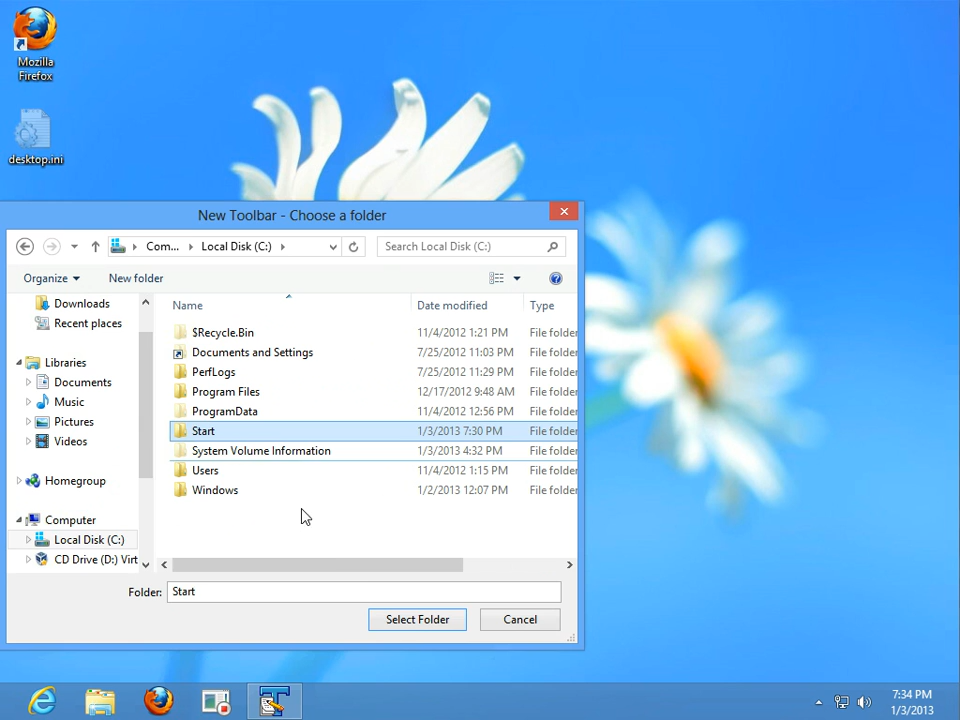 Mozilla
Firefox
desktop.ini
New Toolbar - Choose a folder
Com... Local Disk (C:) Search Local Disk (C:)
Organize New folder
Name Date modified Type
Downloads
Recent places
Libraries
Documents
Music
Pictures
Videos
Homegroup
Computer
Local Disk (C:)
CD Drive (D:) Virt
$Recycle.Bin 11/4/2012 1:21 PM File folder
Documents and Settings 7/25/2012 11:03 PM File folder
PerfLogs 7/25/2012 11:29 PM File folder
Program Files 12/17/2012 9:48 AM File folder
ProgramData 11/4/2012 12:56 PM File folder
Start 1/3/2013 7:30 PM File folder
System Volume Information 1/3/2013 4:32 PM File folder
Users 11/4/2012 1:15 PM File folder
Windows 1/2/2013 12:07 PM File folder
Folder: Start
Select Folder Cancel
7:34 PM
1/3/2013